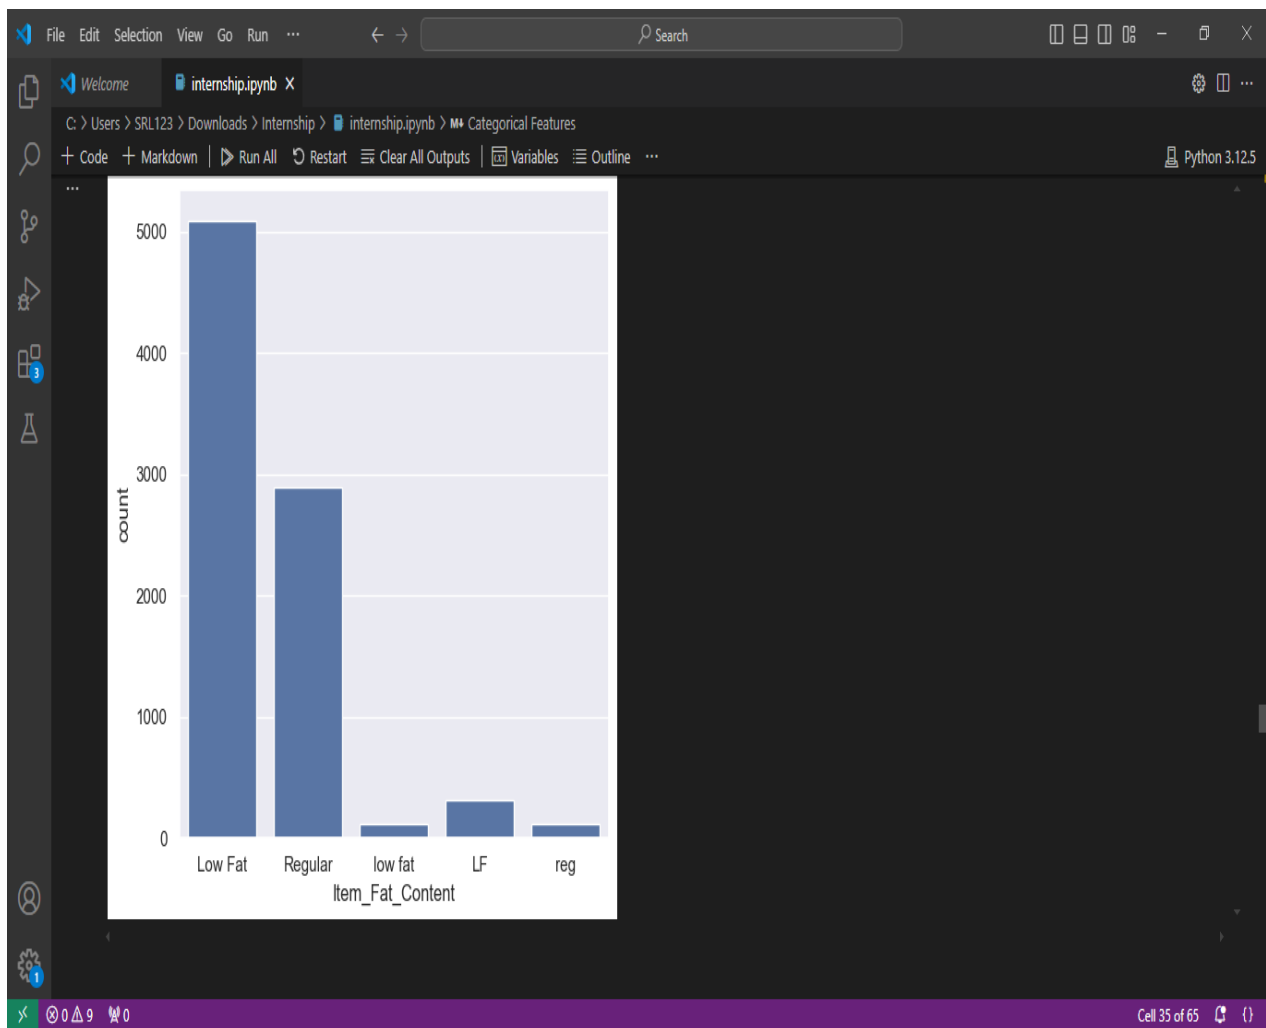 File Edit Selection View Go Run ··· Search
Welcome internship.ipynb
C: > Users > SRL123 > Downloads > Internship > internship.ipynb > M↓ Categorical Features
+ Code + Markdown Run All Restart Clear All Outputs Variables Outline ··· Python 3.12.5
...
5000
4000
3000
2000
1000
0
count
Low Fat Regular low fat LF reg
Item_Fat_Content
3
1
0 9 0 Cell 35 of 65 {}